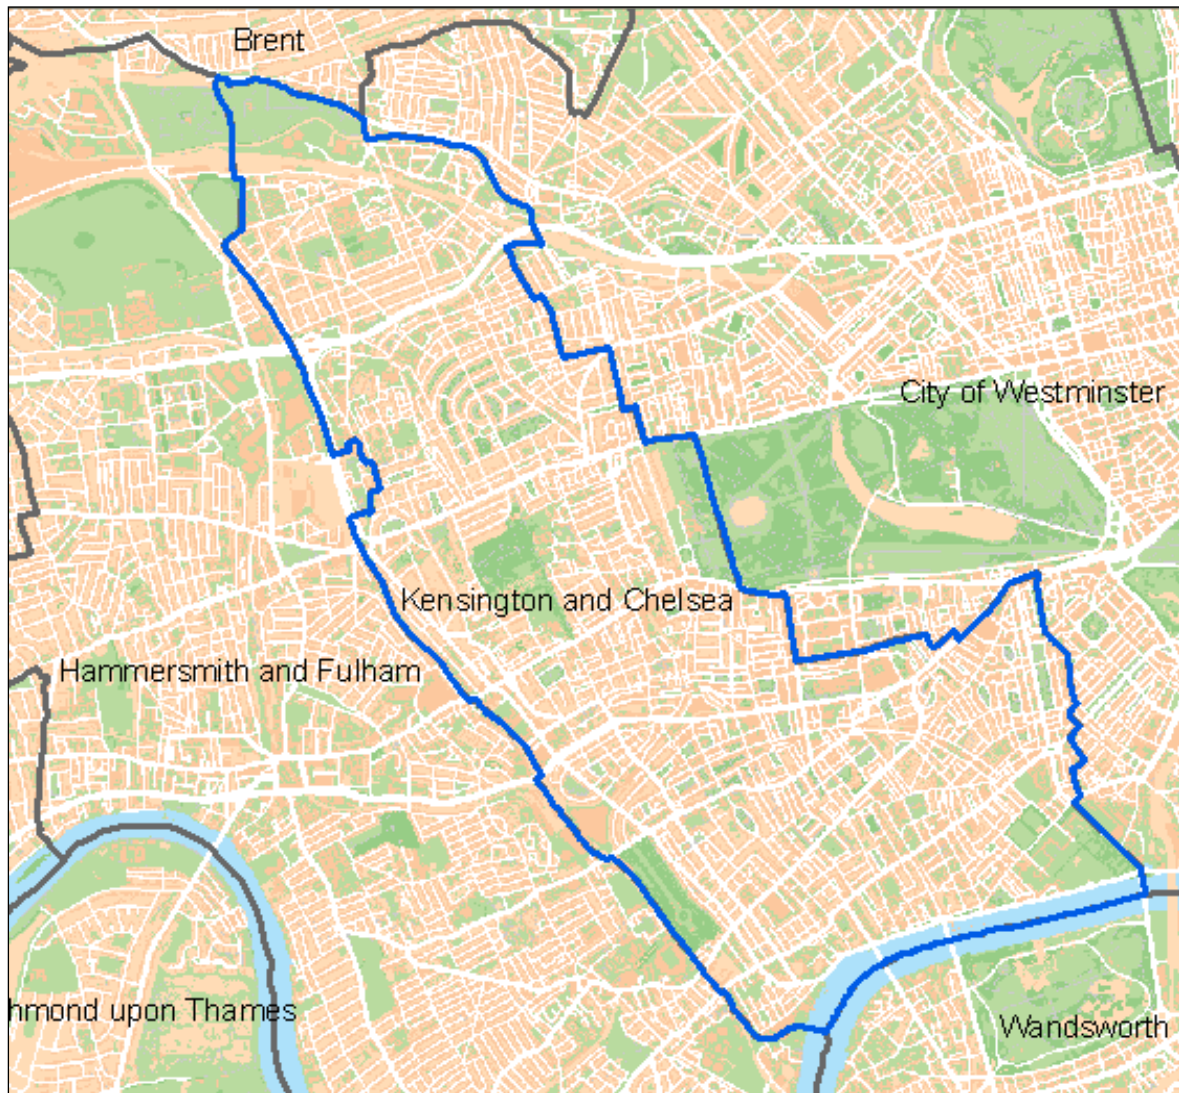 Brent
City of Westminster
Kensington and Chelsea
Hammersmith and Fulham
hmond upon Thames
Wandsworth